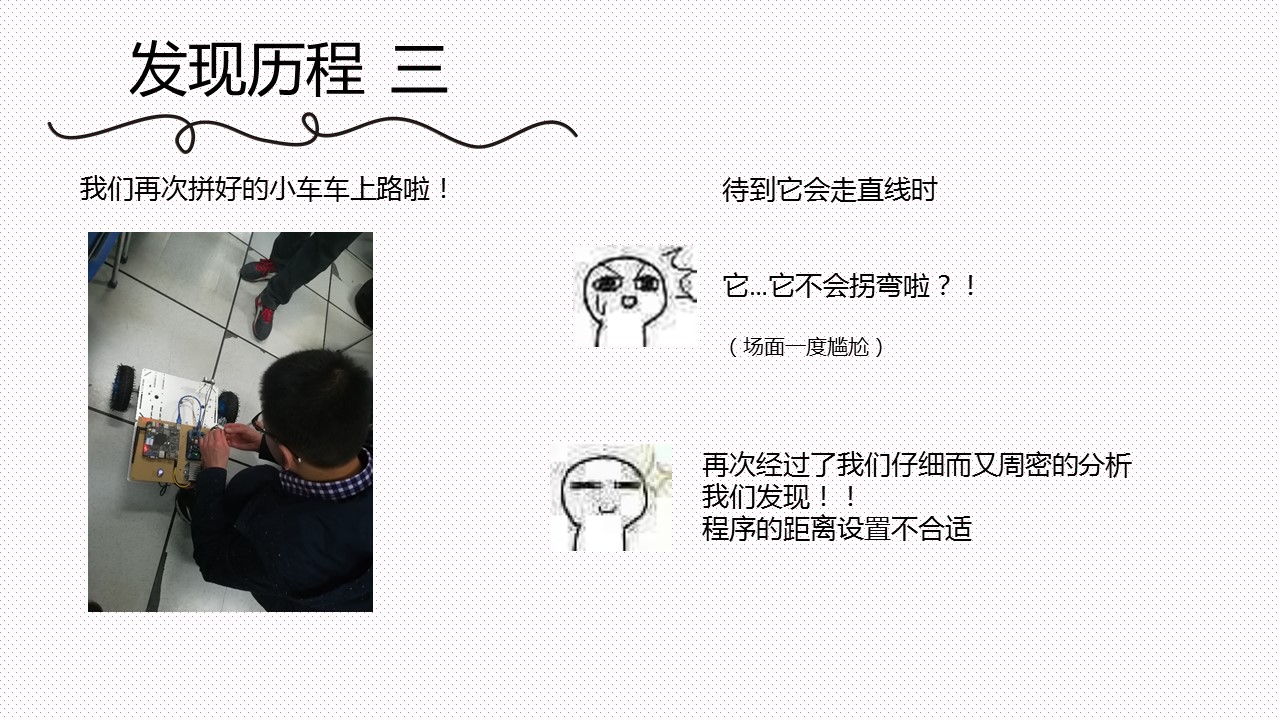 发现历程 三
我们再次拼好的小车车上路啦！
待到它会走直线时
它...它不会拐弯啦？！
（场面一度尴尬）
再次经过了我们仔细而又周密的分析
我们发现！！
程序的距离设置不合适